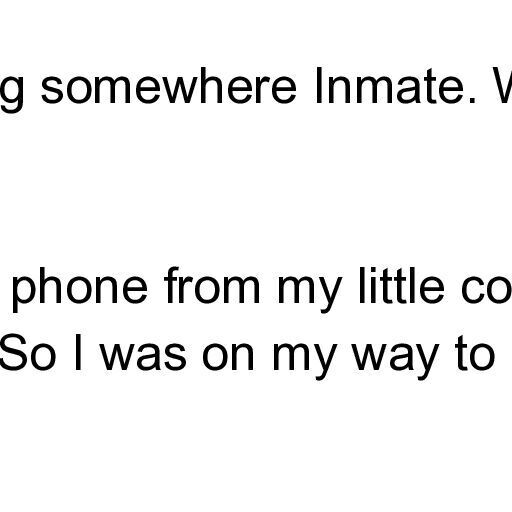 g somewhere Inmate. W
phone from my little co
So I was on my way to